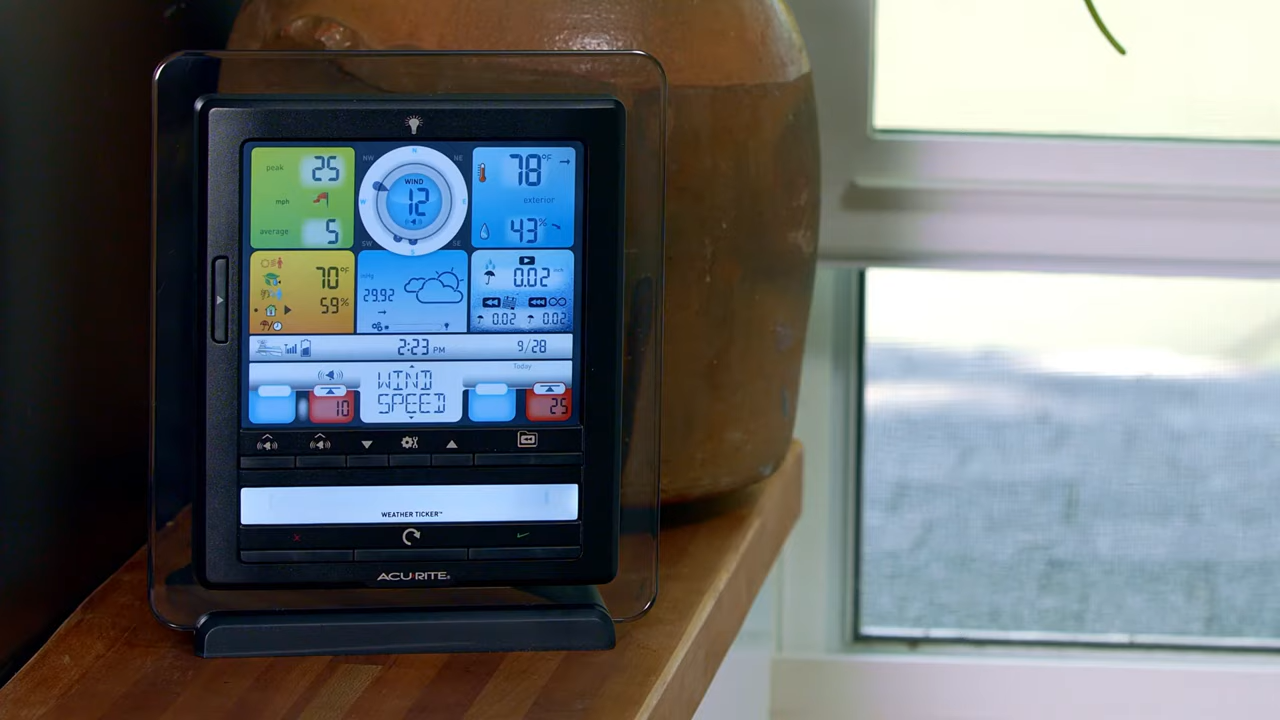 peak 25
mph
average 5
NW N NE
WIND
12
W E
SW S SE
78°F
exterior
43%
70°F
59%
29.92
0.02 inch
0.02 0.02
2:23 PM 9/28
Today
WIND
SPEED
10
25
WEATHER TICKER™
ACURITE®